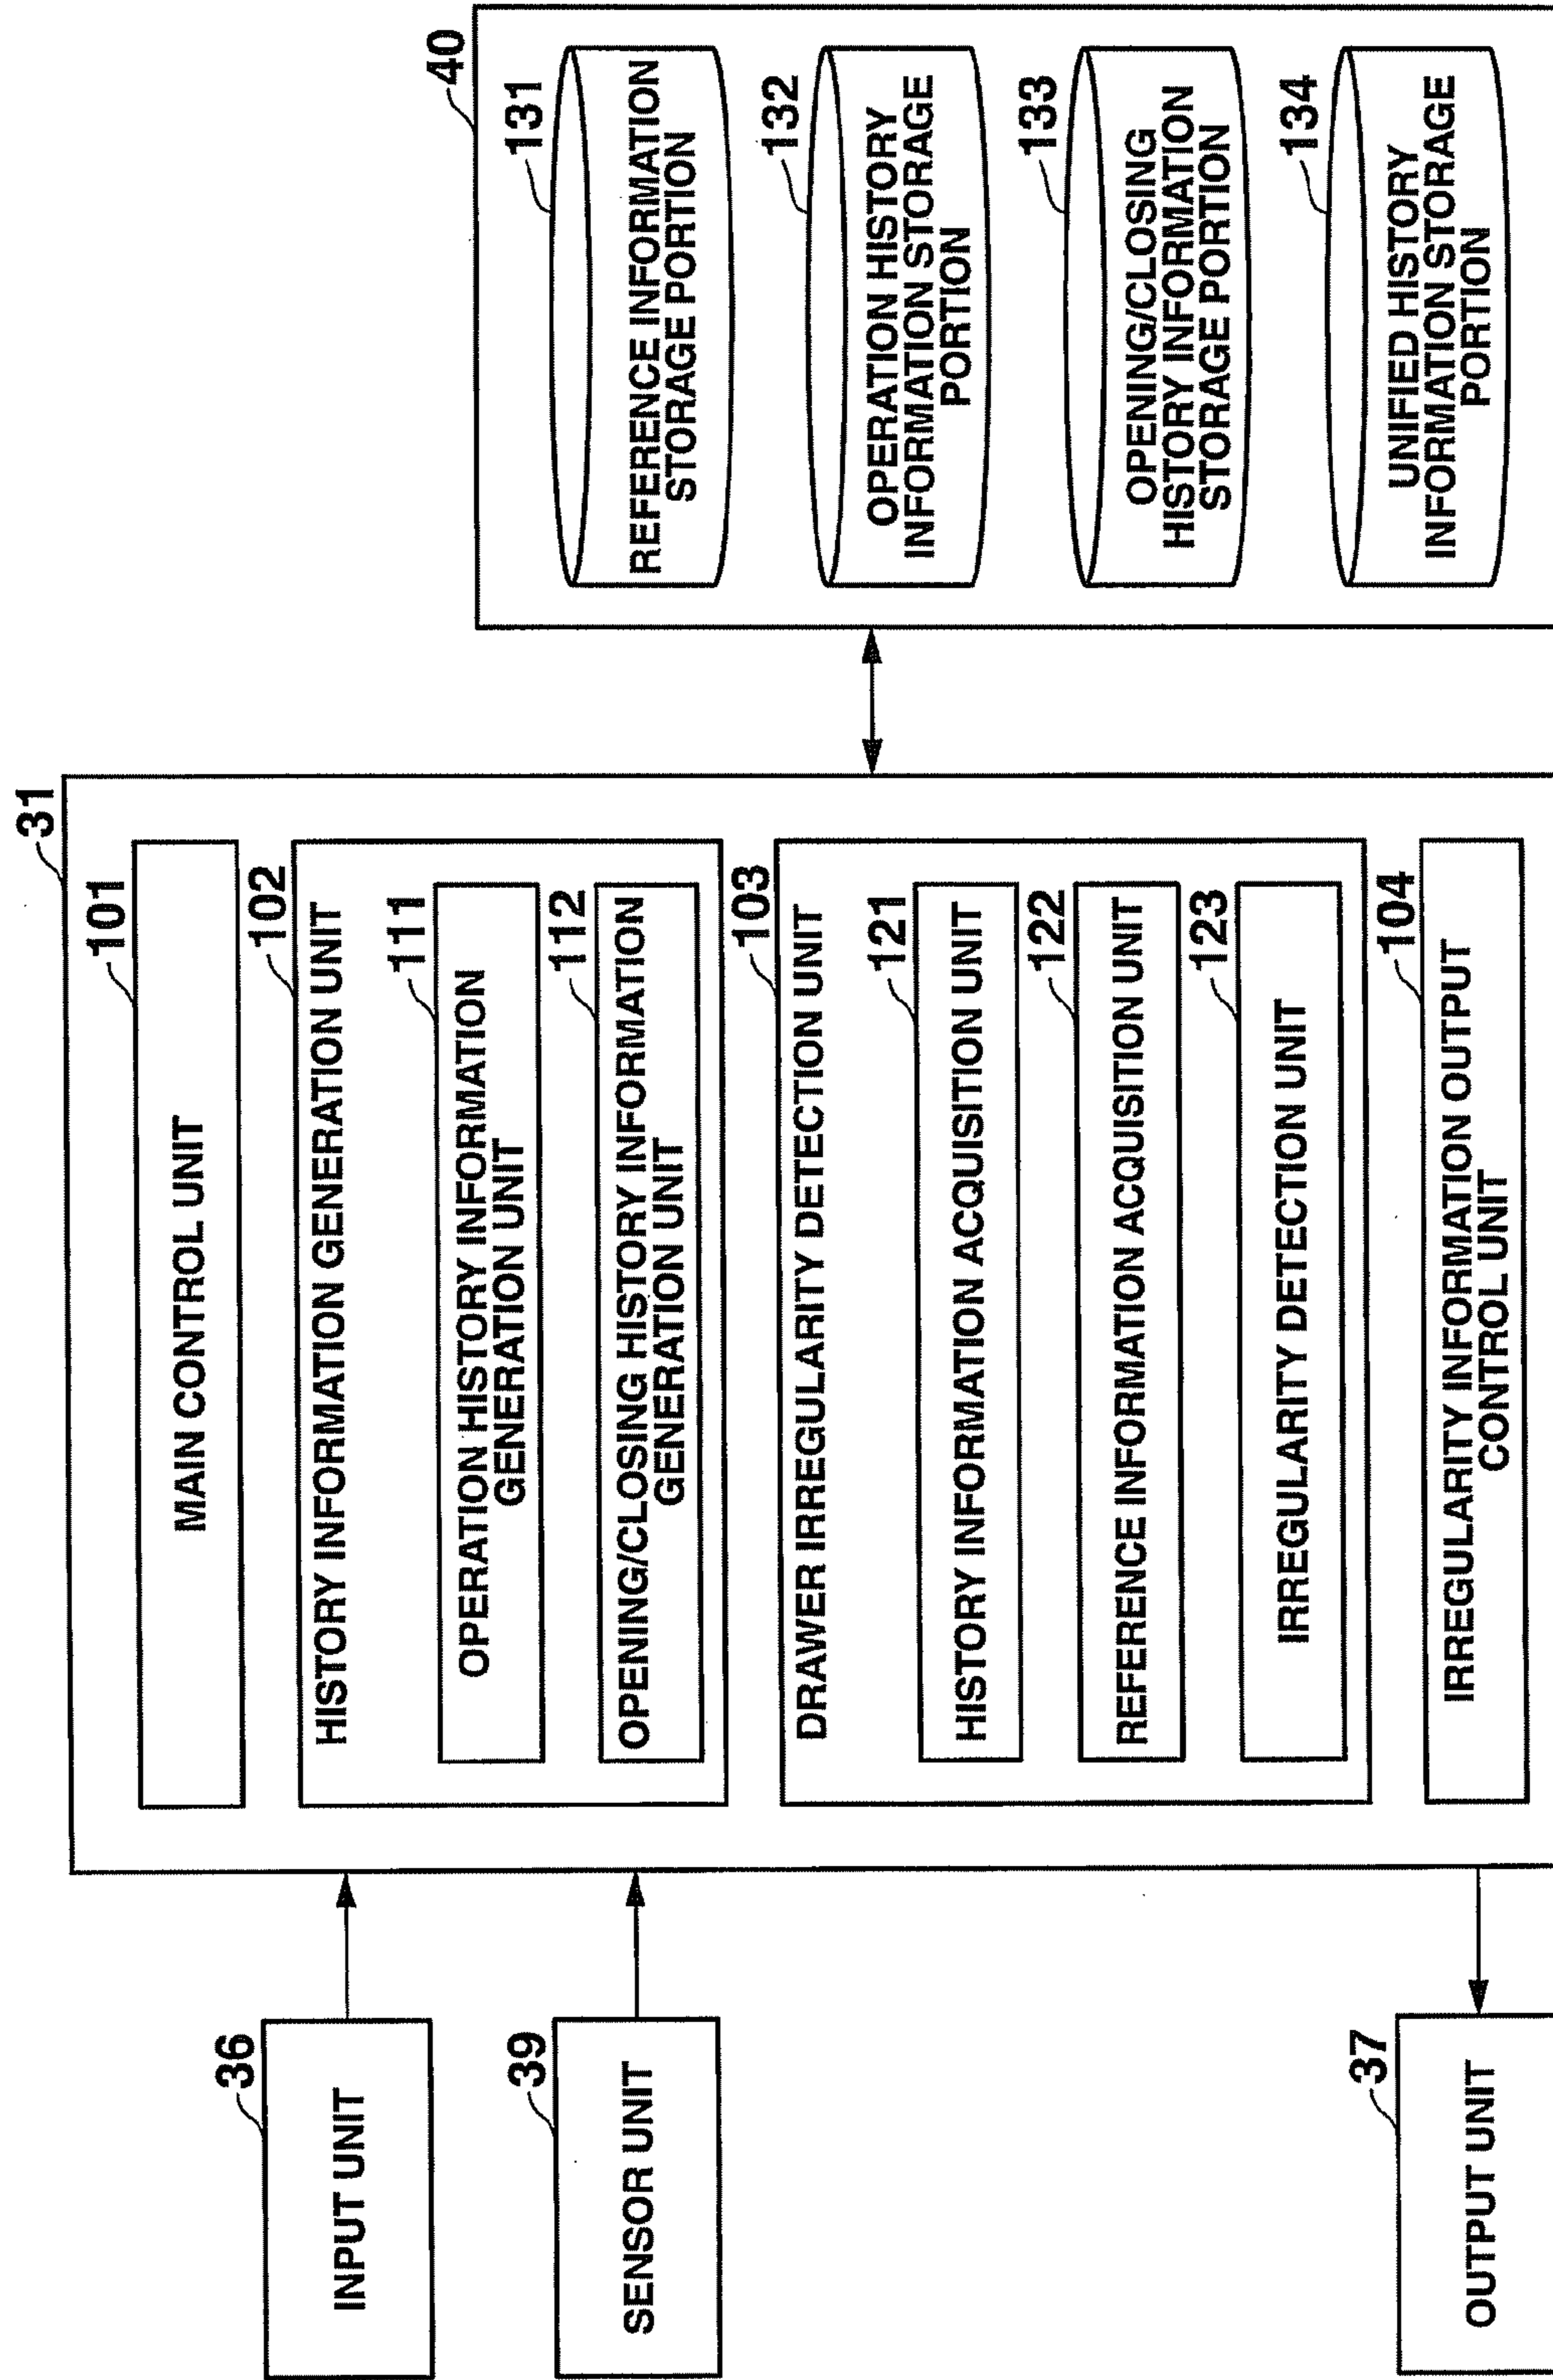 36
INPUT UNIT
39
SENSOR UNIT
37
OUTPUT UNIT
31
101
MAIN CONTROL UNIT
102
HISTORY INFORMATION GENERATION UNIT
111
OPERATION HISTORY INFORMATION
GENERATION UNIT
112
OPENING/CLOSING HISTORY INFORMATION
GENERATION UNIT
103
DRAWER IRREGULARITY DETECTION UNIT
121
HISTORY INFORMATION ACQUISITION UNIT
122
REFERENCE INFORMATION ACQUISITION UNIT
123
IRREGULARITY DETECTION UNIT
104
IRREGULARITY INFORMATION OUTPUT
CONTROL UNIT
40
131
REFERENCE INFORMATION
STORAGE PORTION
132
OPERATION HISTORY
INFORMATION STORAGE
PORTION
133
OPENING/CLOSING
HISTORY INFORMATION
STORAGE PORTION
134
UNIFIED HISTORY
INFORMATION STORAGE
PORTION